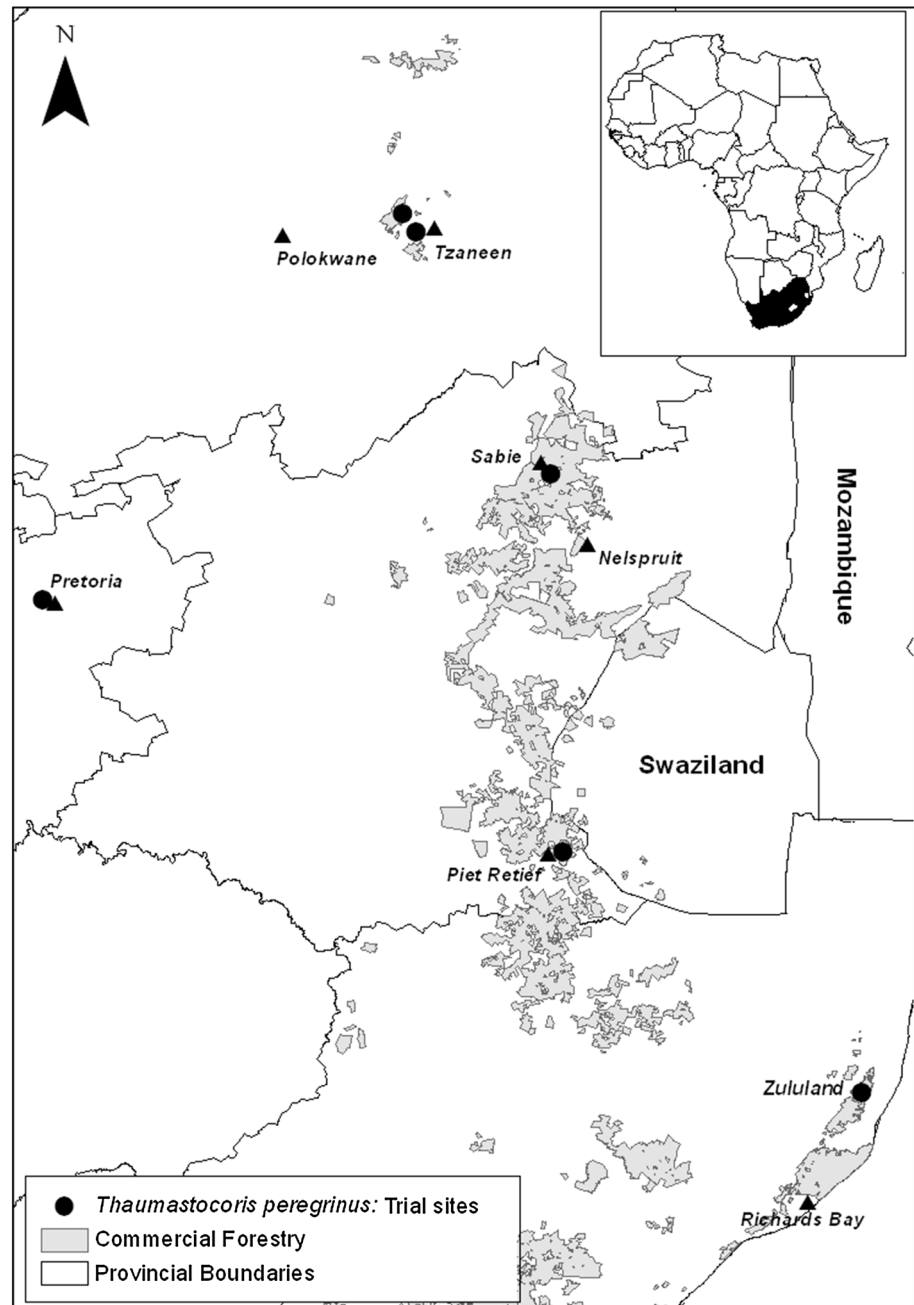 N
Polokwane
Tzaneen
Sabie
Mozambique
Nelspruit
Pretoria
Swaziland
Piet Retief
Zululand
Richards Bay
Thaumastocoris peregrinus: Trial sites
Commercial Forestry
Provincial Boundaries